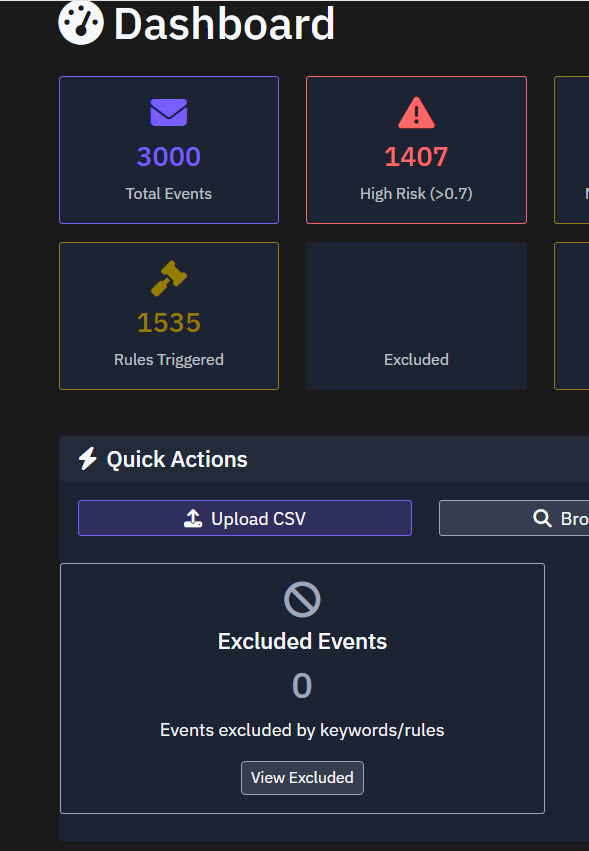 Dashboard
3000
1407
Total Events
High Risk (>0.7)
1535
Rules Triggered
Excluded
Quick Actions
Upload CSV
Excluded Events
0
Events excluded by keywords/rules
View Excluded